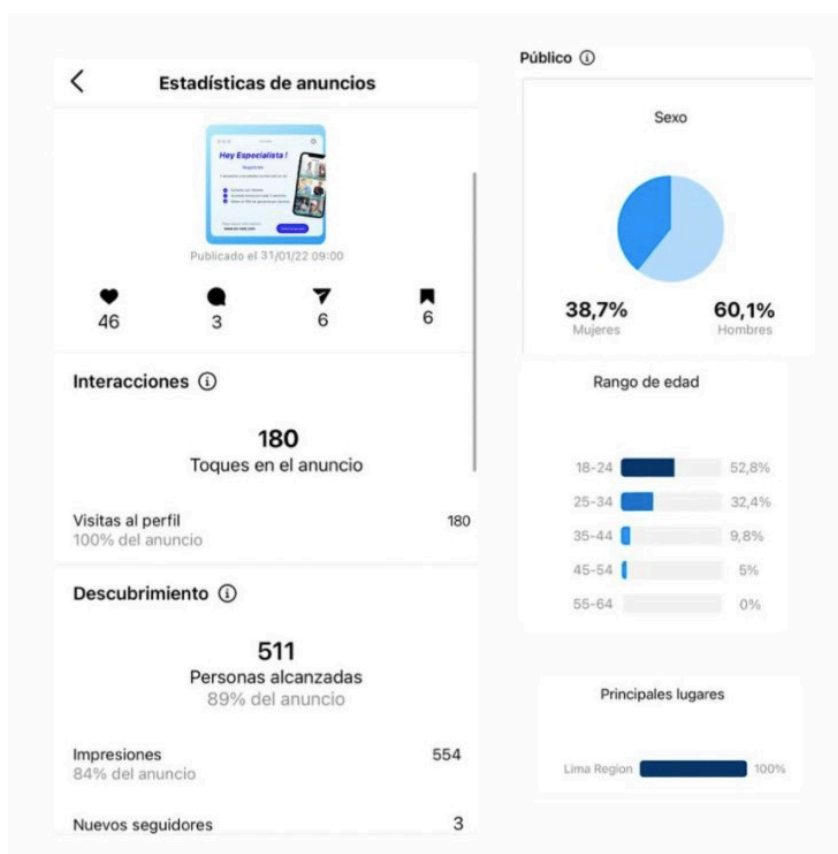 Estadísticas de anuncios
Hey Especialista !
Publicado el 31/01/22 09:00
46 3 6 6
Interacciones
180
Toques en el anuncio
Visitas al perfil 180
100% del anuncio
Descubrimiento
511
Personas alcanzadas
89% del anuncio
Impresiones 554
84% del anuncio
Nuevos seguidores 3
Público
Sexo
38,7% 60,1%
Mujeres Hombres
Rango de edad
18-24 52,8%
25-34 32,4%
35-44 9,8%
45-54 5%
55-64 0%
Principales lugares
Lima Region 100%